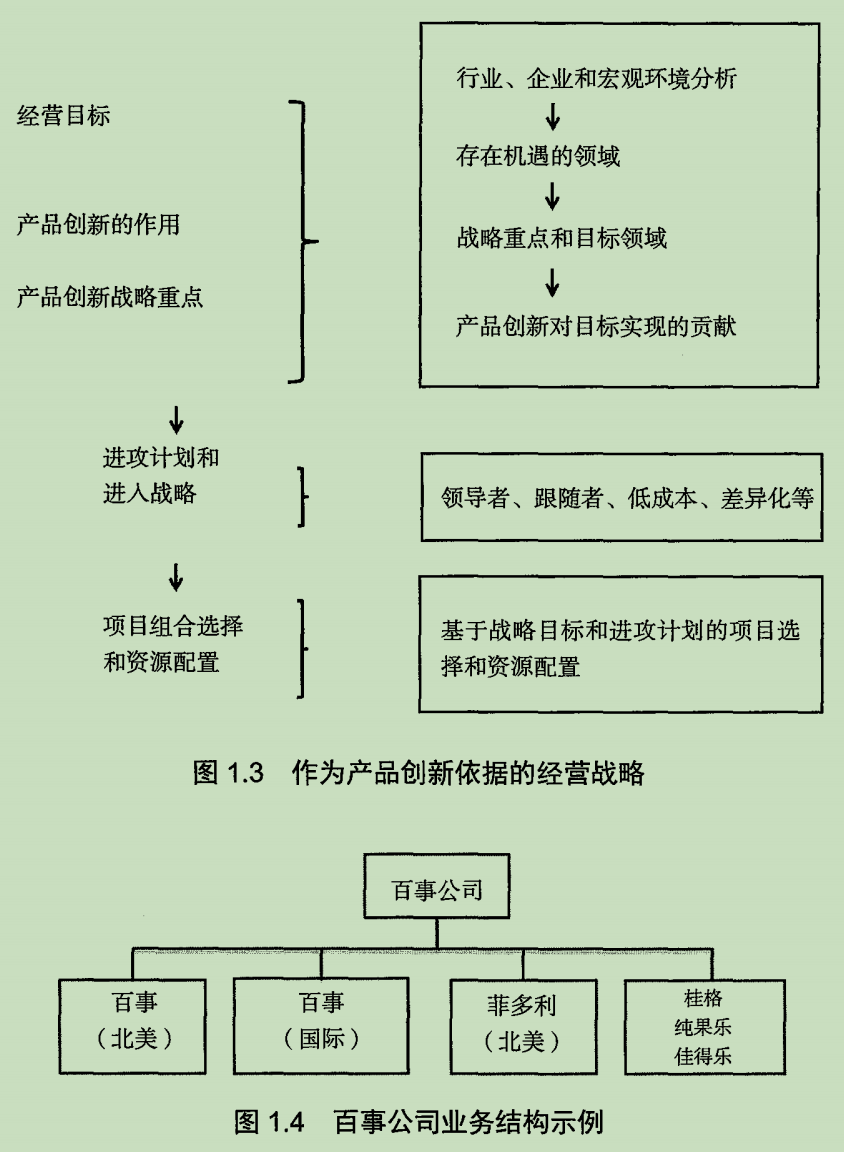 经营目标
产品创新的作用
产品创新战略重点
行业、企业和宏观环境分析
↓
存在机遇的领域
↓
战略重点和目标领域
↓
产品创新对目标实现的贡献
↓
进攻计划和
进入战略
领导者、跟随者、低成本、差异化等
↓
项目组合选择
和资源配置
基于战略目标和进攻计划的项目选
择和资源配置
图 1.3 作为产品创新依据的经营战略
百事公司
百事
（北美）
百事
（国际）
菲多利
（北美）
桂格
纯果乐
佳得乐
图 1.4 百事公司业务结构示例